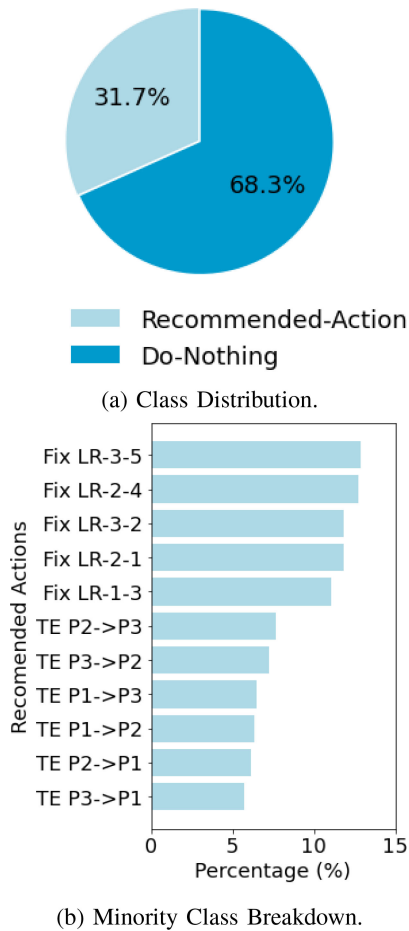 31.7%
68.3%
Recommended-Action
Do-Nothing
(a) Class Distribution.
Recomended Actions
Fix LR-3-5
Fix LR-2-4
Fix LR-3-2
Fix LR-2-1
Fix LR-1-3
TE P2->P3
TE P3->P2
TE P1->P3
TE P1->P2
TE P2->P1
TE P3->P1
0 5 10 15
Percentage (%)
(b) Minority Class Breakdown.